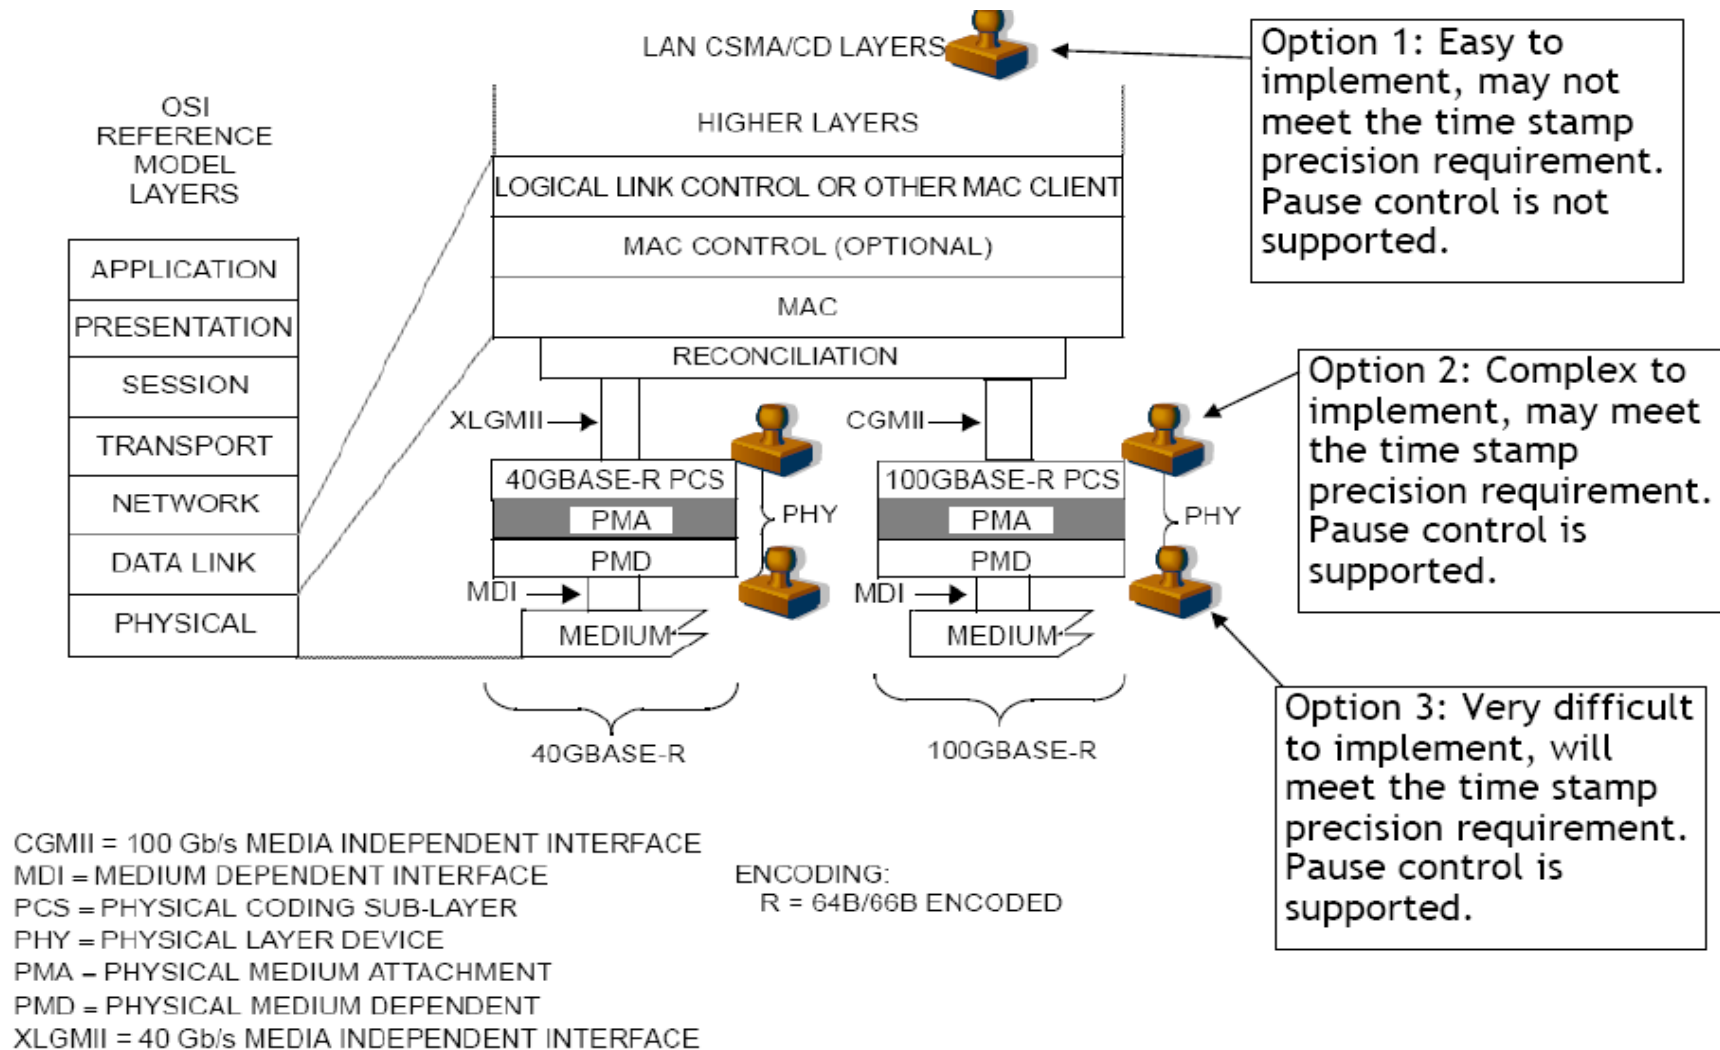 LAN CSMA/CD LAYERS
Option 1: Easy to
implement, may not
meet the time stamp
precision requirement.
Pause control is not
supported.
OSI
REFERENCE
MODEL
LAYERS
APPLICATION
PRESENTATION
SESSION
TRANSPORT
NETWORK
DATA LINK
PHYSICAL
HIGHER LAYERS
LOGICAL LINK CONTROL OR OTHER MAC CLIENT
MAC CONTROL (OPTIONAL)
MAC
RECONCILIATION
XLGMII
CGMII
40GBASE-R PCS
PMA
PMD
PHY
MDI
MEDIUM
40GBASE-R
100GBASE-R PCS
PMA
PMD
PHY
MDI
MEDIUM
100GBASE-R
Option 2: Complex to
implement, may meet
the time stamp
precision requirement.
Pause control is
supported.
Option 3: Very difficult
to implement, will
meet the time stamp
precision requirement.
Pause control is
supported.
CGMII = 100 Gb/s MEDIA INDEPENDENT INTERFACE
MDI = MEDIUM DEPENDENT INTERFACE
PCS = PHYSICAL CODING SUB-LAYER
PHY = PHYSICAL LAYER DEVICE
PMA = PHYSICAL MEDIUM ATTACHMENT
PMD = PHYSICAL MEDIUM DEPENDENT
XLGMII = 40 Gb/s MEDIA INDEPENDENT INTERFACE
ENCODING:
R = 64B/66B ENCODED